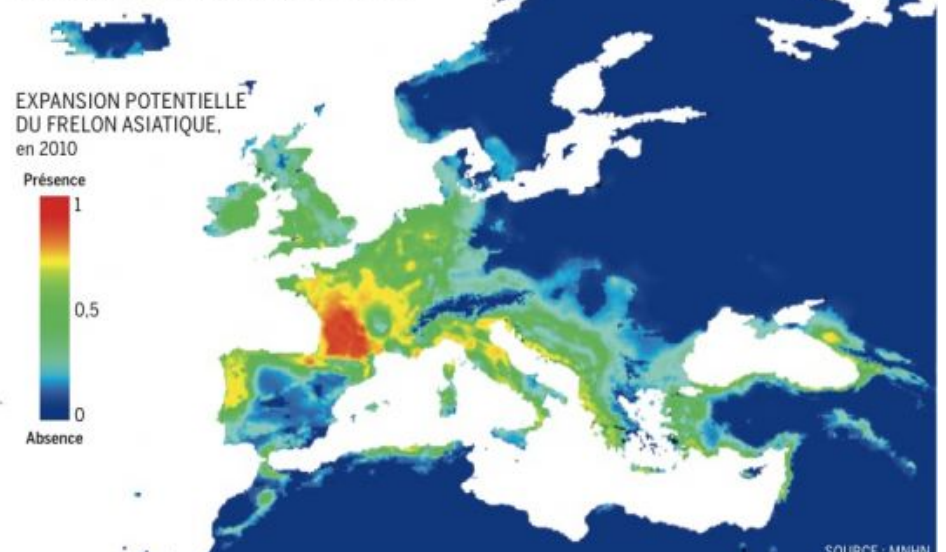 EXPANSION POTENTIELLE
DU FRELON ASIATIQUE,
en 2010
Présence
1
0,5
0
Absence
SOURCE : MNHN